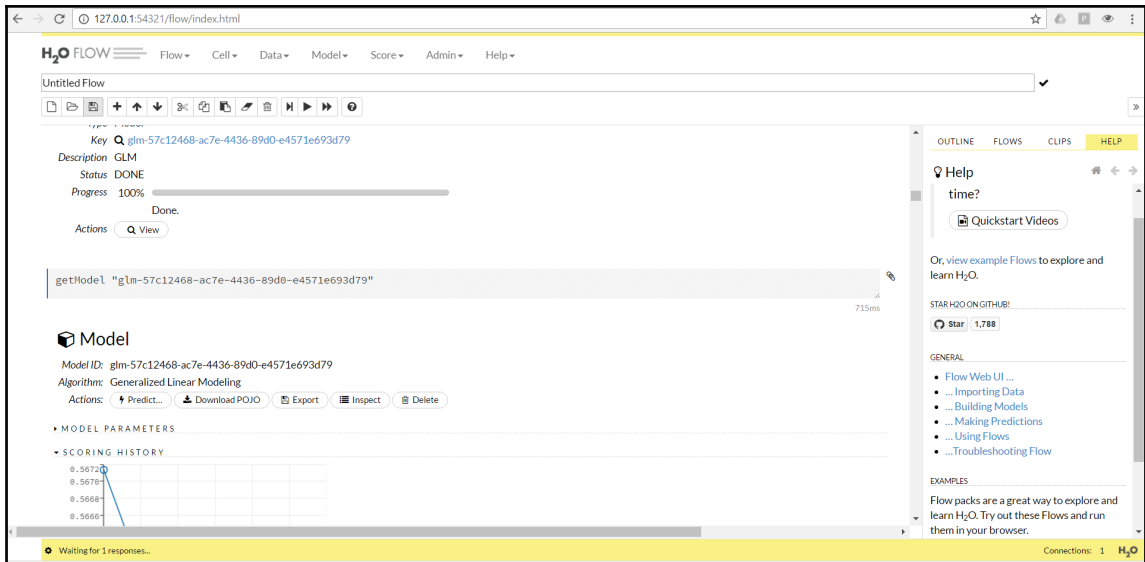 127.0.0.1:54321/flow/index.html
H2O FLOW Flow Cell Data Model Score Admin Help
Untitled Flow
Key glm-57c12468-ac7e-4436-89d0-e4571e693d79
Description GLM
Status DONE
Progress 100%
Done.
Actions View
getModel "glm-57c12468-ac7e-4436-89d0-e4571e693d79"
715ms
Model
Model ID: glm-57c12468-ac7e-4436-89d0-e4571e693d79
Algorithm: Generalized Linear Modeling
Actions: Predict... Download POJO Export Inspect Delete
MODEL PARAMETERS
SCORING HISTORY
0.5672
0.5670
0.5668
0.5666
OUTLINE FLOWS CLIPS HELP
Help
time?
Quickstart Videos
Or, view example Flows to explore and
learn H2O.
STAR H2O ON GITHUB!
Star 1,788
GENERAL
Flow Web UI ...
... Importing Data
... Building Models
... Making Predictions
... Using Flows
...Troubleshooting Flow
EXAMPLES
Flow packs are a great way to explore and
learn H2O. Try out these Flows and run
them in your browser.
Waiting for 1 responses...
Connections: 1 H2O